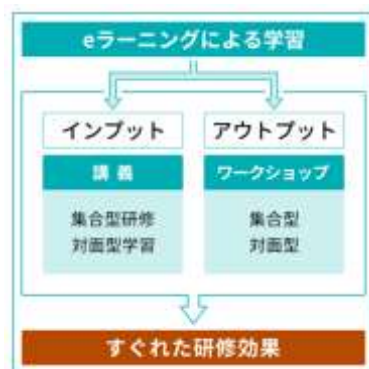 eラーニングによる学習
インプット
アウトプット
講義
ワークショップ
集合型研修
対面型学習
集合型
対面型
すぐれた研修効果